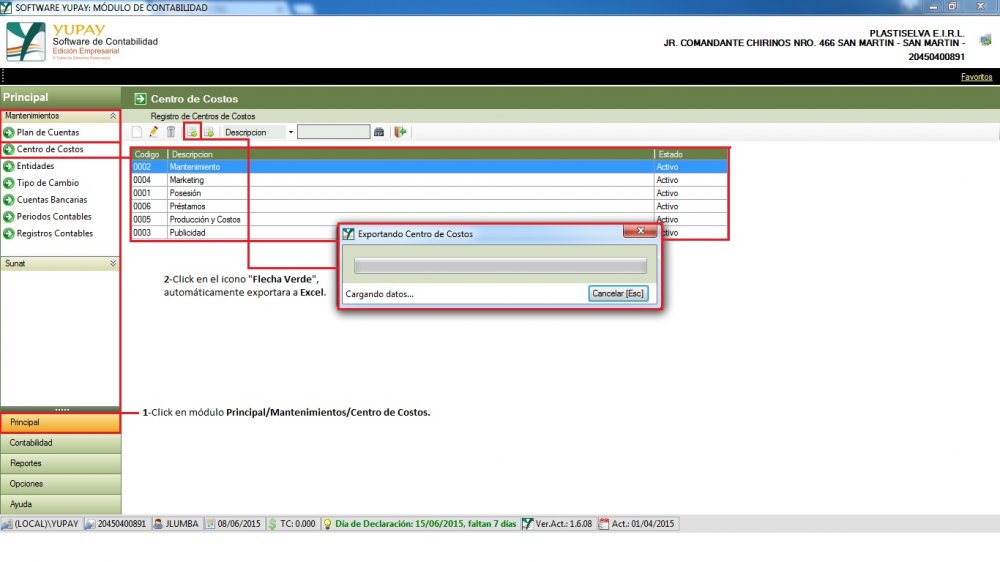 SOFTWARE YUPAY: MÓDULO DE CONTABILIDAD
YUPAY
Software de Contabilidad
Edición Empresarial
© Todos los Derechos Reservados
PLASTISELVA E.I.R.L.
JR. COMANDANTE CHIRINOS NRO. 466 SAN MARTIN - SAN MARTIN -
20450400891
Favoritos
Principal
Centro de Costos
Mantenimientos
Registro de Centros de Costos
Plan de Cuentas
Descripcion
Centro de Costos
Codigo Descripcion Estado
Entidades
0002 Mantenimiento Activo
Tipo de Cambio
0004 Marketing Activo
Cuentas Bancarias
0001 Posesión Activo
Periodos Contables
0006 Préstamos Activo
0005 Producción y Costos Activo
Registros Contables
0003 Publicidad ctivo
Exportando Centro de Costos
Sunat
2-Click en el icono "Flecha Verde",
automáticamente exportara a Excel.
Cargando datos...
Cancelar [Esc]
1-Click en módulo Principal/Mantenimientos/Centro de Costos.
Principal
Contabilidad
Reportes
Opciones
Ayuda
(LOCAL)\YUPAY 20450400891 JLUMBA 08/06/2015 TC: 0.000 Día de Declaración: 15/06/2015, faltan 7 días Ver.Act.: 1.6.08 Act.: 01/04/2015